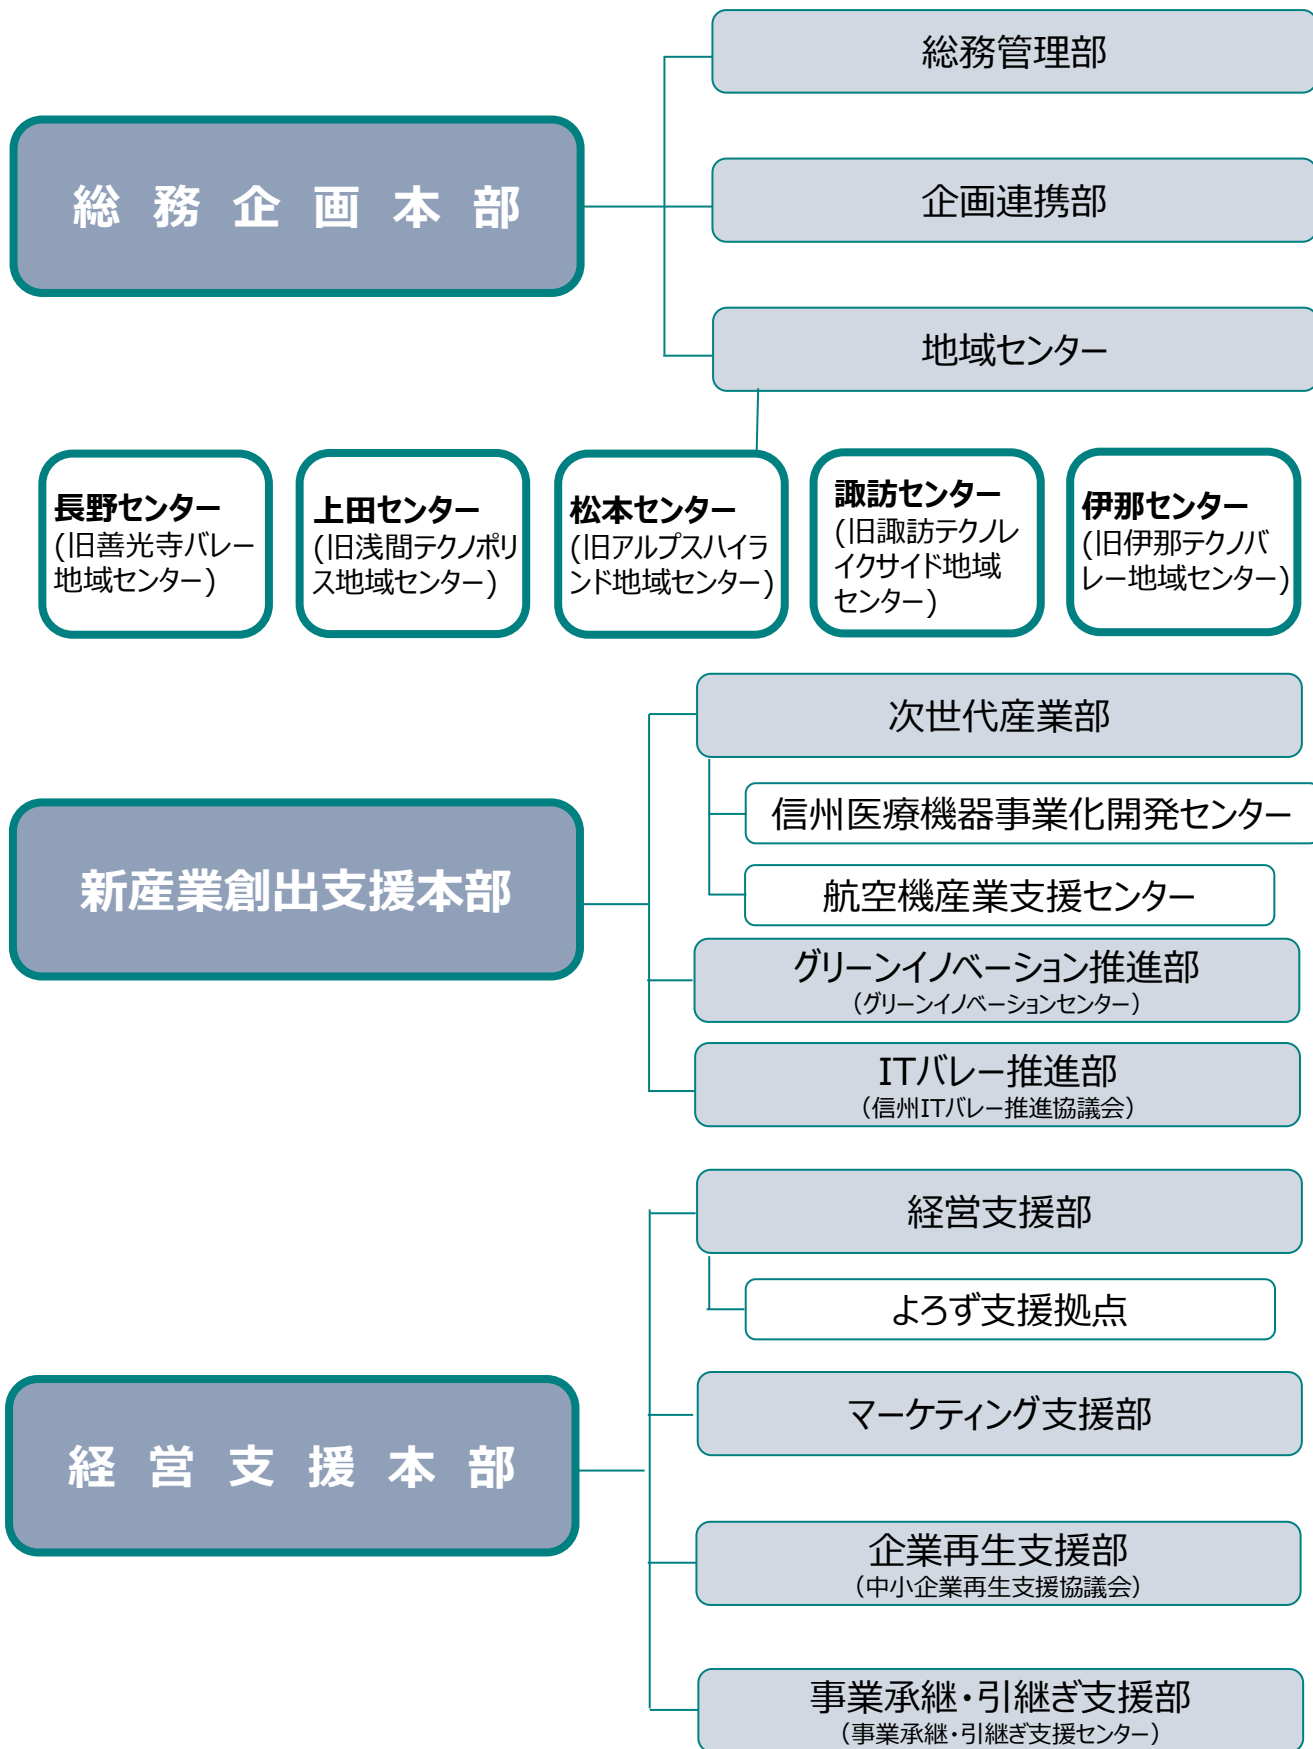 総務管理部
総務企画本部
企画連携部
地域センター
長野センター
(旧善光寺バレー
地域センター)
上田センター
(旧浅間テクノポリ
ス地域センター)
松本センター
(旧アルプスハイラ
ンド地域センター)
諏訪センター
(旧諏訪テクノレ
イクサイド地域
センター)
伊那センター
(旧伊那テクノバ
レー地域センター)
次世代産業部
信州医療機器事業化開発センター
新産業創出支援本部
航空機産業支援センター
グリーンイノベーション推進部
（グリーンイノベーションセンター）
ITバレー推進部
（信州ITバレー推進協議会）
経営支援部
よろず支援拠点
マーケティング支援部
経営支援本部
企業再生支援部
（中小企業再生支援協議会）
事業承継・引継ぎ支援部
（事業承継・引継ぎ支援センター）